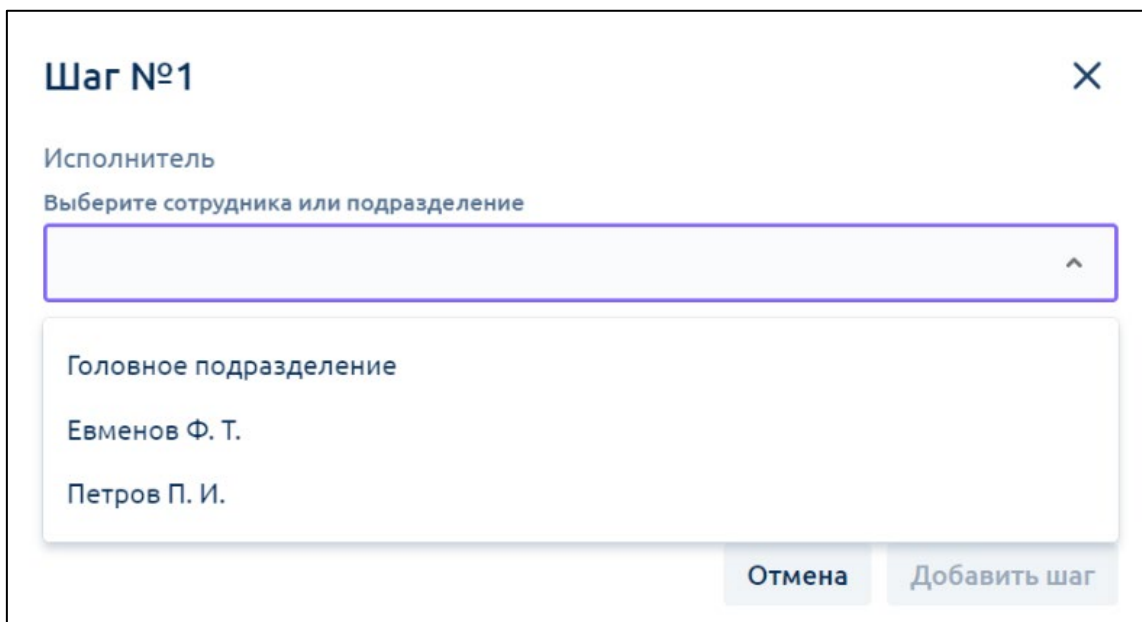 Шаг №1
Исполнитель
Выберите сотрудника или подразделение
Головное подразделение
Евменов Ф. Т.
Петров П. И.
Отмена
Добавить шаг